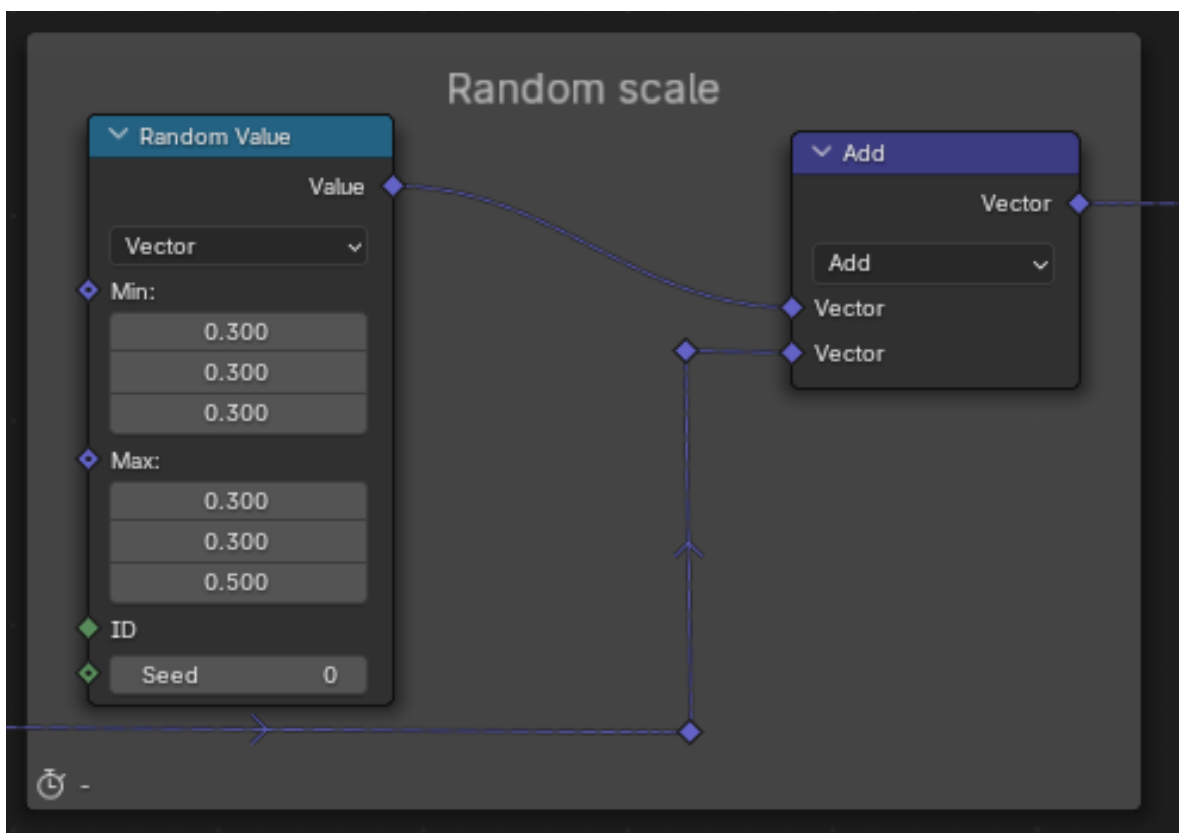 Random scale
Random Value
Value
Vector
Min:
0.300
0.300
0.300
Max:
0.300
0.300
0.500
ID
Seed 0
Add
Vector
Add
Vector
Vector
-